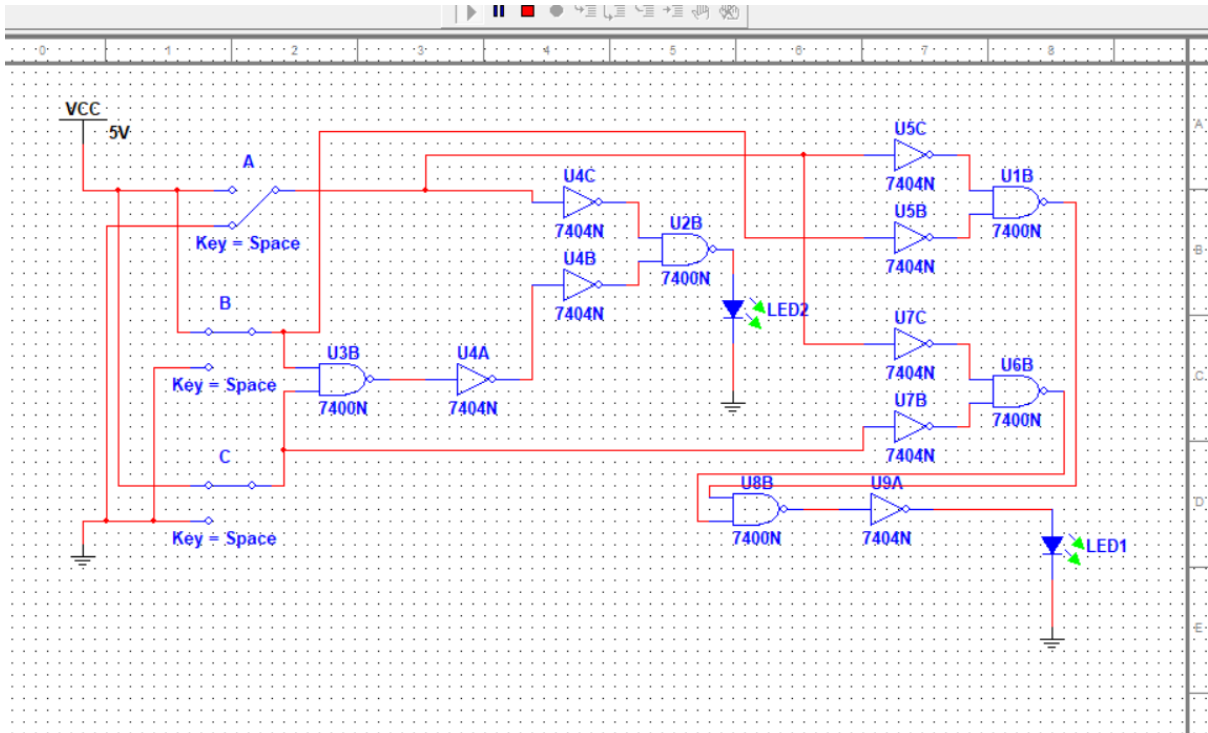 0 1 2 3 4 5 6 7 8
VCC
5V
A
Key = Space
B
Key = Space
C
Key = Space
U3B
7400N
U4A
7404N
U4C
7404N
U4B
7404N
U2B
7400N
LED2
U5C
7404N
U5B
7404N
U1B
7400N
U7C
7404N
U7B
7404N
U6B
7400N
U8B
7400N
U9A
7404N
LED1
A
B
C
D
E